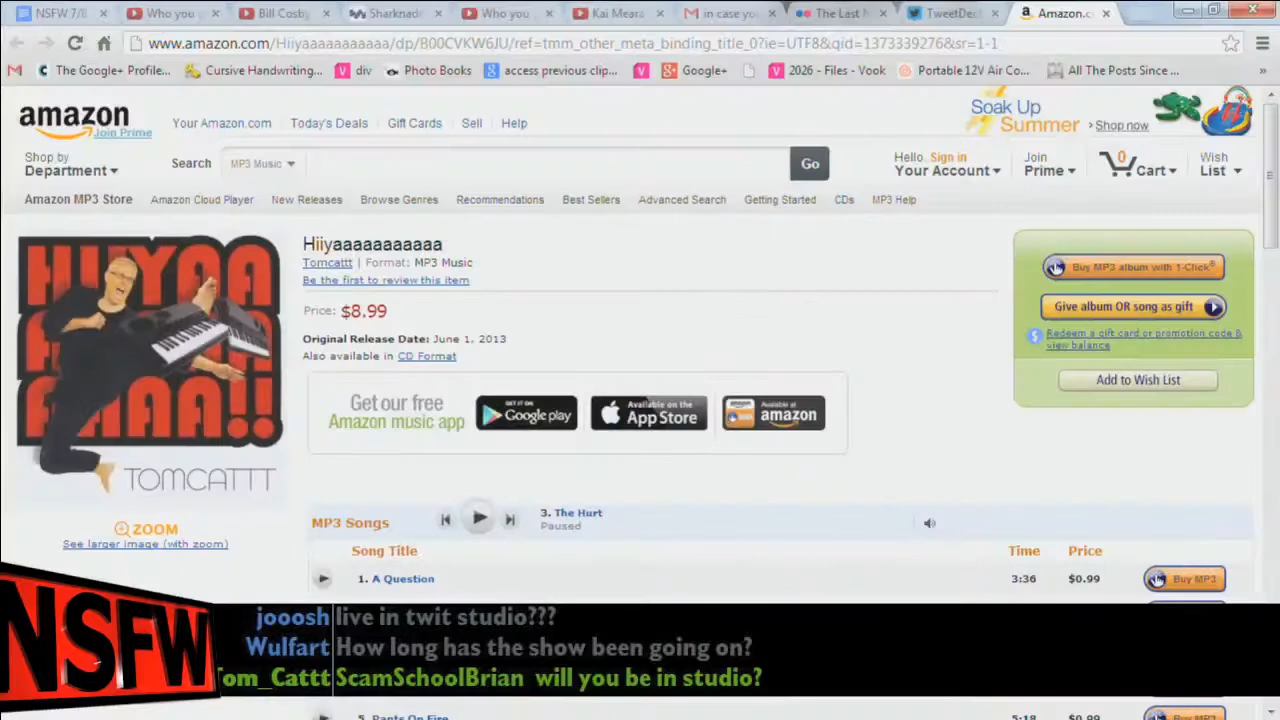 NSFW 7/8
Who you
Bill Cosby
Sharknad
Who you
Kai Meara
in case yo
The Last
TweetDec
Amazon.c
www.amazon.com/Hiiyaaaaaaaaaaa/dp/B00CVKW6JU/ref=tmm_other_meta_binding_title_0?ie=UTF8&qid=1373339276&sr=1-1
The Google+ Profile...
Cursive Handwriting...
div
Photo Books
access previous clip...
Google+
2026 - Files - Vook
Portable 12V Air Co...
All The Posts Since ...
»
amazon
Join Prime
Your Amazon.com
Today's Deals
Gift Cards
Sell
Help
Soak Up
Summer
›Shop now
Shop by
Department
Search
MP3 Music
Go
Hello. Sign in
Your Account
Join
Prime
0
Cart
Wish
List
Amazon MP3 Store
Amazon Cloud Player
New Releases
Browse Genres
Recommendations
Best Sellers
Advanced Search
Getting Started
CDs
MP3 Help
TOMCATTT
ZOOM
See larger image (with zoom)
Hiiyaaaaaaaaaaa
Tomcattt | Format: MP3 Music
Be the first to review this item
Price: $8.99
Original Release Date: June 1, 2013
Also available in CD Format
Get our free
Amazon music app
GET IT ON
Google play
Available on the
App Store
Available at
amazon
Buy MP3 album with 1-Click®
Give album OR song as gift
Redeem a gift card or promotion code &
view balance
Add to Wish List
MP3 Songs
3. The Hurt
Paused
Song Title
Time
Price
1. A Question
3:36
$0.99
Buy MP3
NSFW
jooosh live in twit studio???
Wulfart How long has the show been going on?
Tom_Cattt ScamSchoolBrian will you be in studio?
5. Pants On Fire
5:18
$0.99
Buy MP3